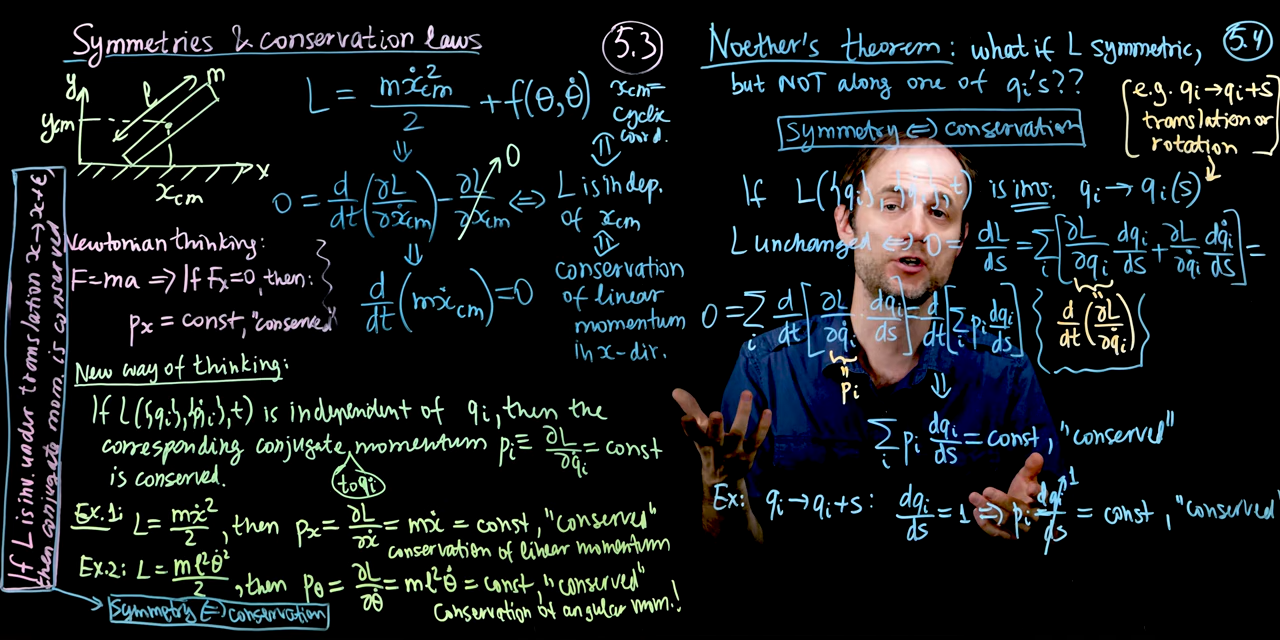 Symmetries & conservation laws
5.3
y
ycm
l
m
x
xcm
L = mẋ²cm/2 + f(θ, θ̇)
xcm =
cyclic
coord.
⇓
⇕
0 = d/dt (∂L/∂ẋcm) − ∂L/∂xcm → 0 ⇔ L is indep.
of xcm
⇓
⇕
d/dt (mẋcm) = 0
conservation
of linear
momentum
in x-dir.
Newtonian thinking:
F=ma => If Fx=0, then:
px = const, "conserved"
New way of thinking:
If L({qi},{q̇i},t) is independent of qi, then the
corresponding conjugate momentum pi ≡ ∂L/∂q̇i = const
is conserved.
to qi
Ex.1: L = mẋ²/2, then px = ∂L/∂ẋ = mẋ = const, "conserved"
conservation of linear momentum
Ex.2: L = ml²θ̇²/2, then pθ = ∂L/∂θ̇ = ml²θ̇ = const, "conserved"
Conservation of angular mom.!
Symmetry <=> conservation
If L is inv. under translation x→x+ε,
then conjugate mom. is conserved
Noether's theorem: what if L symmetric,
5.4
but NOT along one of qi's??
e.g. qi→qi+s
translation or
rotation
Symmetry <=> conservation
If L({qi}, t) is inv: qi → qi(s)
L unchanged <=> 0 = dL/ds = Σi [∂L/∂qi dqi/ds + ∂L/∂q̇i dq̇i/ds] =
0 = Σi d/dt [∂L/∂q̇i · dqi/ds] = d/dt [Σi pi dqi/ds]
{ d/dt (∂L/∂q̇i) }
"
pi
⇓
Σi pi dqi/ds = const, "conserved"
Ex: qi→qi+s: dqi/ds = 1 => pi dqi/ds → 1 = const, "conserved